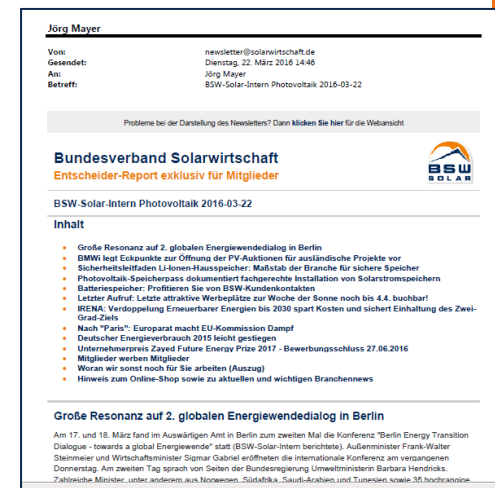 Jörg Mayer
Von: newsletter@solarwirtschaft.de
Gesendet: Dienstag, 22. März 2016 14:46
An: Jörg Mayer
Betreff: BSW-Solar-Intern Photovoltaik 2016-03-22
Probleme bei der Darstellung des Newsletters? Dann klicken Sie hier für die Webansicht
Bundesverband Solarwirtschaft
Entscheider-Report exklusiv für Mitglieder
BSW
SOLAR
BSW-Solar-Intern Photovoltaik 2016-03-22
Inhalt
Große Resonanz auf 2. globalen Energiewendedialog in Berlin
BMWi legt Eckpunkte zur Öffnung der PV-Auktionen für ausländische Projekte vor
Sicherheitsleitfaden Li-Ionen-Hausspeicher: Maßstab der Branche für sichere Speicher
Photovoltaik-Speicherpass dokumentiert fachgerechte Installation von Solarstromspeichern
Batteriespeicher: Profitieren Sie von BSW-Kundenkontakten
Letzter Aufruf: Letzte attraktive Werbeplätze zur Woche der Sonne noch bis 4.4. buchbar!
IRENA: Verdoppelung Erneuerbarer Energien bis 2030 spart Kosten und sichert Einhaltung des Zwei-
Grad-Ziels
Nach "Paris": Europarat macht EU-Kommission Dampf
Deutscher Energieverbrauch 2015 leicht gestiegen
Unternehmerpreis Zayed Future Energy Prize 2017 - Bewerbungsschluss 27.06.2016
Mitglieder werben Mitglieder
Woran wir sonst noch für Sie arbeiten (Auszug)
Hinweis zum Online-Shop sowie zu aktuellen und wichtigen Branchennews
Große Resonanz auf 2. globalen Energiewendedialog in Berlin
Am 17. und 18. März fand im Auswärtigen Amt in Berlin zum zweiten Mal die Konferenz "Berlin Energy Transition
Dialogue - towards a global Energiewende" statt (BSW-Solar-Intern berichtete). Außenminister Frank-Walter
Steinmeier und Wirtschaftsminister Sigmar Gabriel eröffneten die internationale Konferenz am vergangenen
Donnerstag. Am zweiten Tag sprach von Seiten der Bundesregierung Umweltministerin Barbara Hendricks.
Zahlreiche Minister, unter anderem aus Norwegen, Südafrika, Saudi-Arabien und Tunesien sowie 35 hochrangige